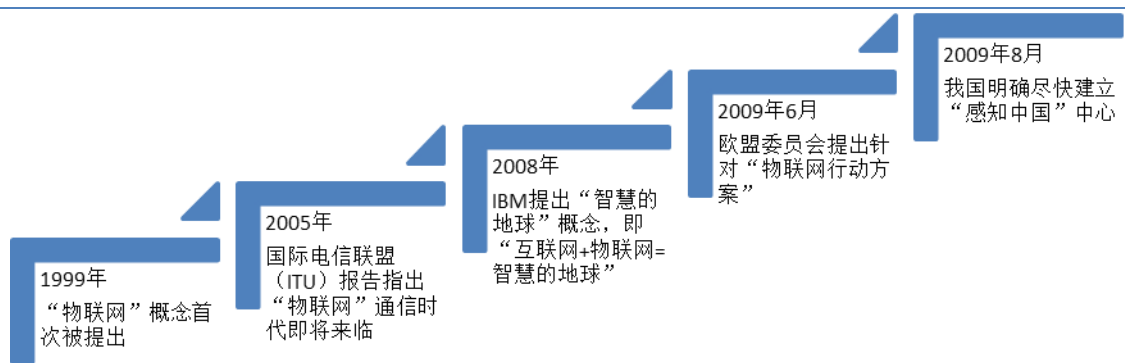 1999年
“物联网”概念首
次被提出
2005年
国际电信联盟
（ITU）报告指出
“物联网”通信时
代即将来临
2008年
IBM提出“智慧的
地球”概念，即
“互联网+物联网=
智慧的地球”
2009年6月
欧盟委员会提出针
对“物联网行动方
案”
2009年8月
我国明确尽快建立
“感知中国”中心